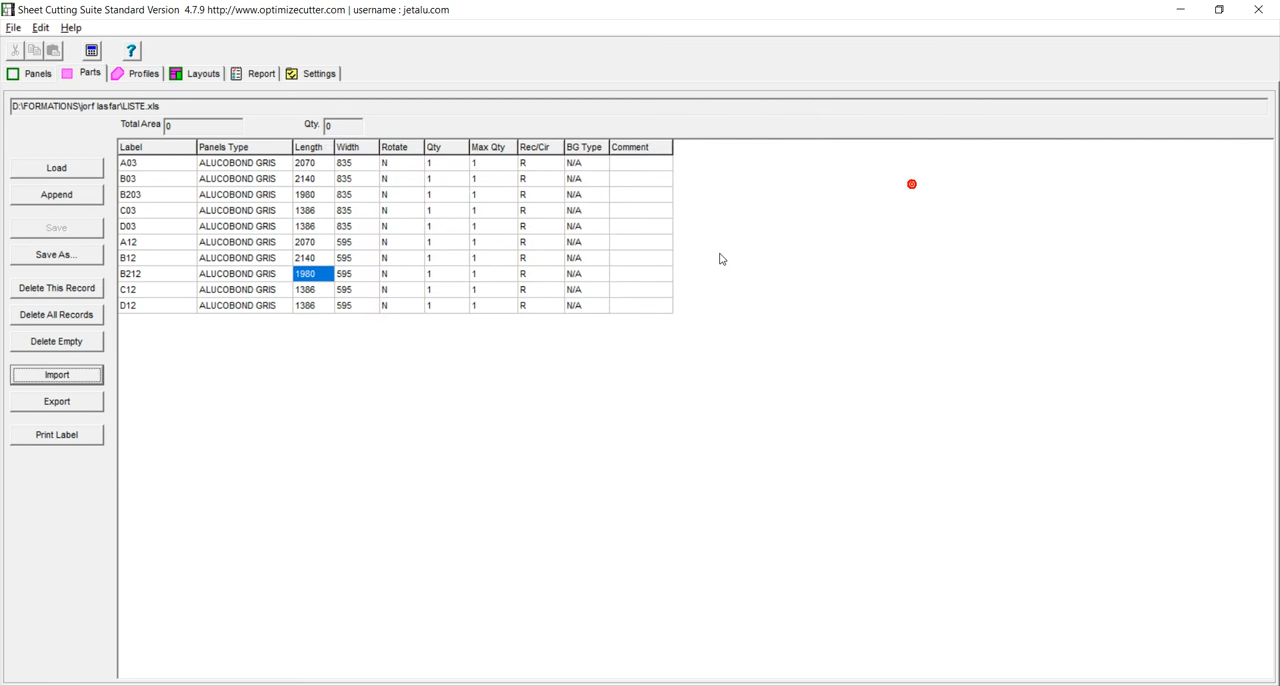 Sheet Cutting Suite Standard Version 4.7.9 http://www.optimizecutter.com | username : jetalu.com
File Edit Help
Panels Parts Profiles Layouts Report Settings
D:\FORMATIONS\jorf lasfar\LISTE.xls
Total Area 0 Qty. 0
Label Panels Type Length Width Rotate Qty Max Qty Rec/Cir BG Type Comment
A03 ALUCOBOND GRIS 2070 835 N 1 1 R N/A
B03 ALUCOBOND GRIS 2140 835 N 1 1 R N/A
B203 ALUCOBOND GRIS 1980 835 N 1 1 R N/A
C03 ALUCOBOND GRIS 1386 835 N 1 1 R N/A
D03 ALUCOBOND GRIS 1386 835 N 1 1 R N/A
A12 ALUCOBOND GRIS 2070 595 N 1 1 R N/A
B12 ALUCOBOND GRIS 2140 595 N 1 1 R N/A
B212 ALUCOBOND GRIS 1980 595 N 1 1 R N/A
C12 ALUCOBOND GRIS 1386 595 N 1 1 R N/A
D12 ALUCOBOND GRIS 1386 595 N 1 1 R N/A
Load
Append
Save
Save As...
Delete This Record
Delete All Records
Delete Empty
Import
Export
Print Label